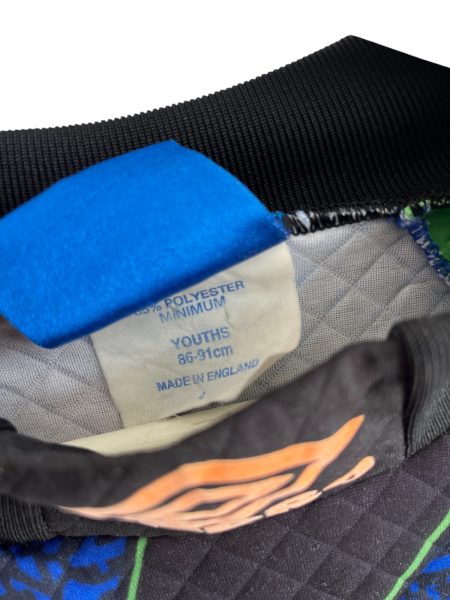 % POLYESTER
MINIMUM
YOUTHS
86-91cm
MADE IN ENGLAND